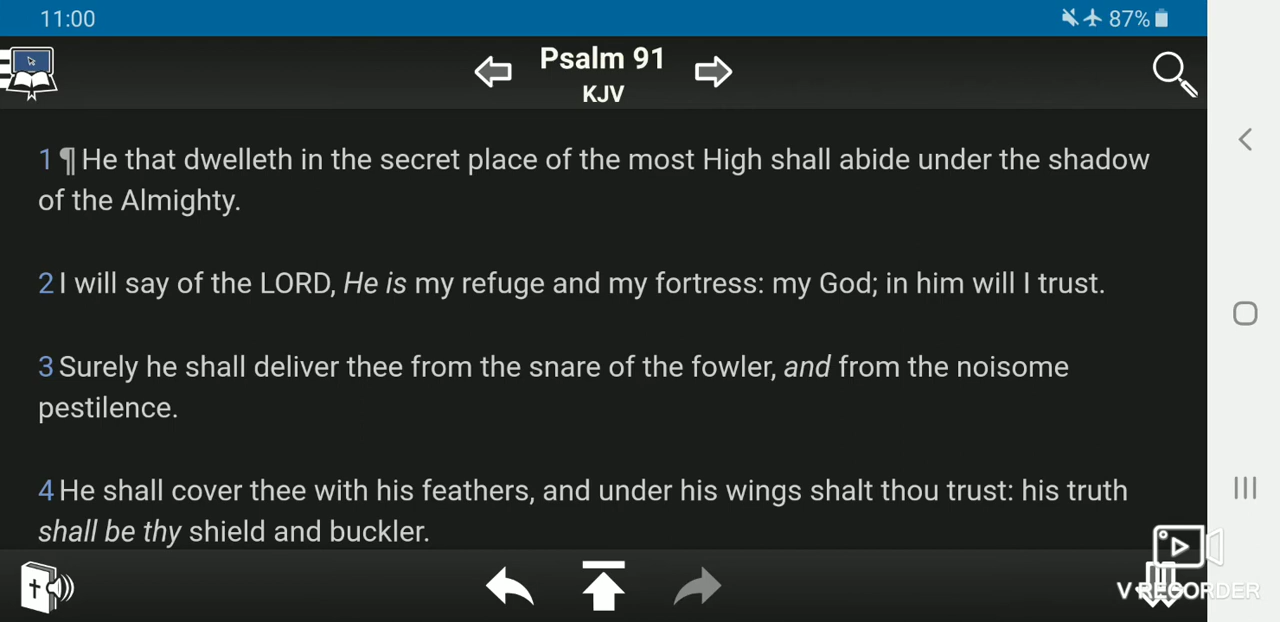 11:00
87%
Psalm 91
KJV
1 ¶ He that dwelleth in the secret place of the most High shall abide under the shadow
of the Almighty.
2 I will say of the LORD, He is my refuge and my fortress: my God; in him will I trust.
3 Surely he shall deliver thee from the snare of the fowler, and from the noisome
pestilence.
4 He shall cover thee with his feathers, and under his wings shalt thou trust: his truth
shall be thy shield and buckler.
V RECORDER